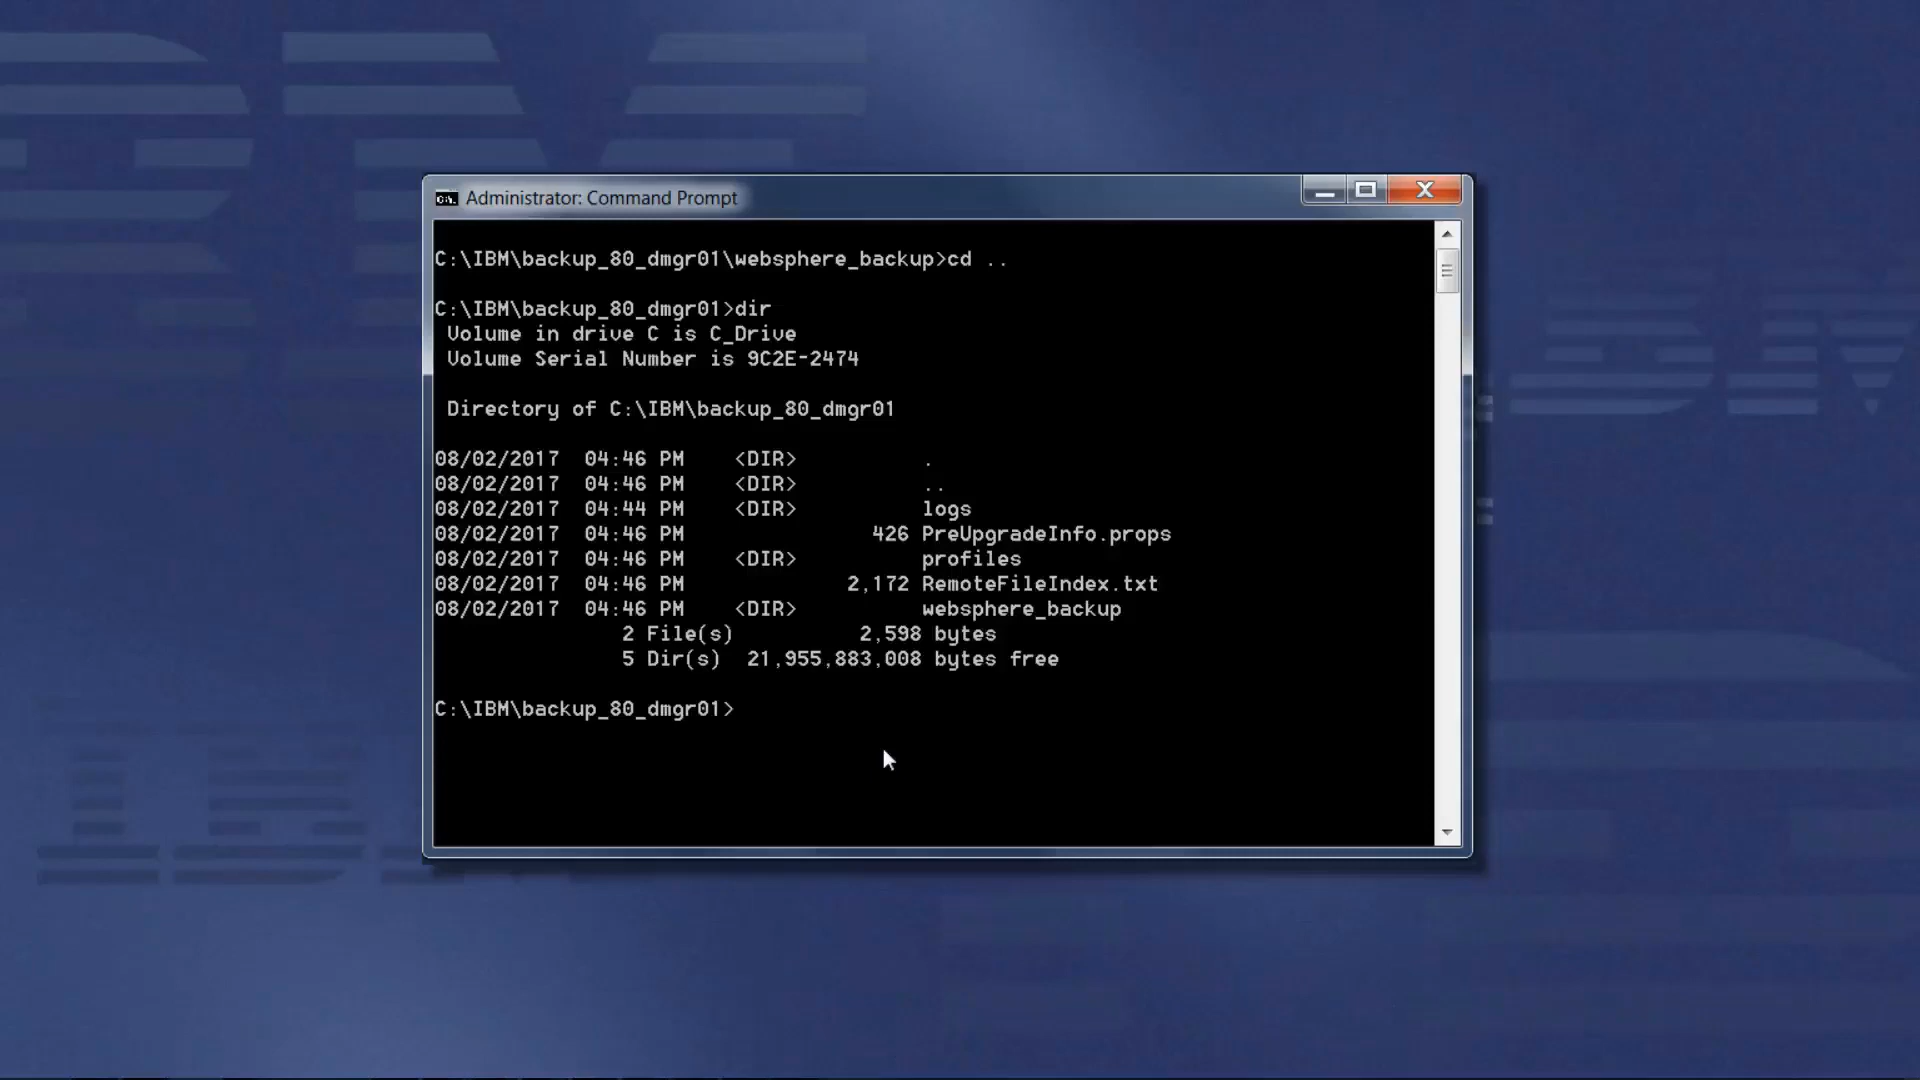 Administrator: Command Prompt
C:\IBM\backup_80_dmgr01\websphere_backup>cd ..
C:\IBM\backup_80_dmgr01>dir
Volume in drive C is C_Drive
Volume Serial Number is 9C2E-2474
Directory of C:\IBM\backup_80_dmgr01
08/02/2017  04:46 PM    <DIR>          .
08/02/2017  04:46 PM    <DIR>          ..
08/02/2017  04:44 PM    <DIR>          logs
08/02/2017  04:46 PM               426 PreUpgradeInfo.props
08/02/2017  04:46 PM    <DIR>          profiles
08/02/2017  04:46 PM             2,172 RemoteFileIndex.txt
08/02/2017  04:46 PM    <DIR>          websphere_backup
2 File(s)          2,598 bytes
5 Dir(s)  21,955,883,008 bytes free
C:\IBM\backup_80_dmgr01>